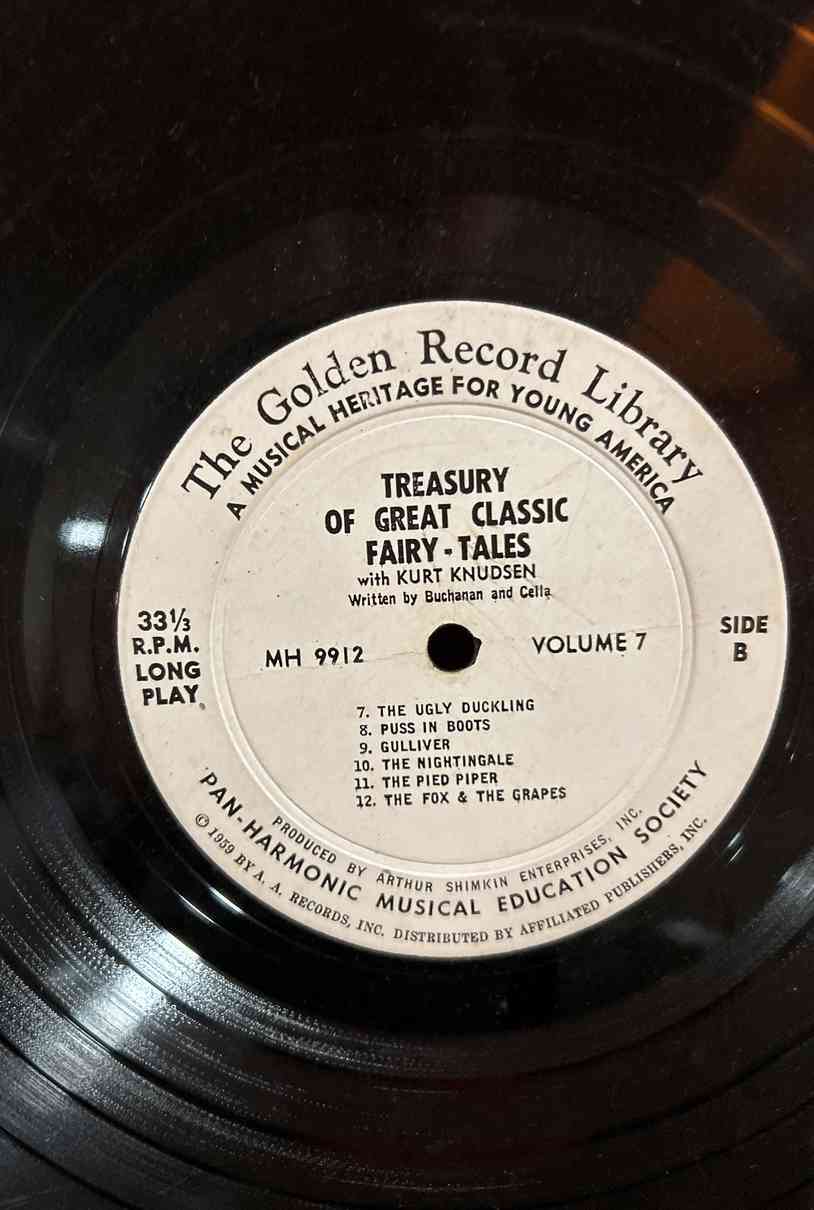 The Golden Record Library
A MUSICAL HERITAGE FOR YOUNG AMERICA
TREASURY
OF GREAT CLASSIC
FAIRY-TALES
with KURT KNUDSEN
Written by Buchanan and Cella
33⅓
R.P.M.
LONG
PLAY
MH 9912
VOLUME 7
SIDE
B
7. THE UGLY DUCKLING
8. PUSS IN BOOTS
9. GULLIVER
10. THE NIGHTINGALE
11. THE PIED PIPER
12. THE FOX & THE GRAPES
PRODUCED BY ARTHUR SHIMKIN ENTERPRISES, INC.
PAN-HARMONIC MUSICAL EDUCATION SOCIETY
© 1959 BY A. A. RECORDS, INC. DISTRIBUTED BY AFFILIATED PUBLISHERS, INC.